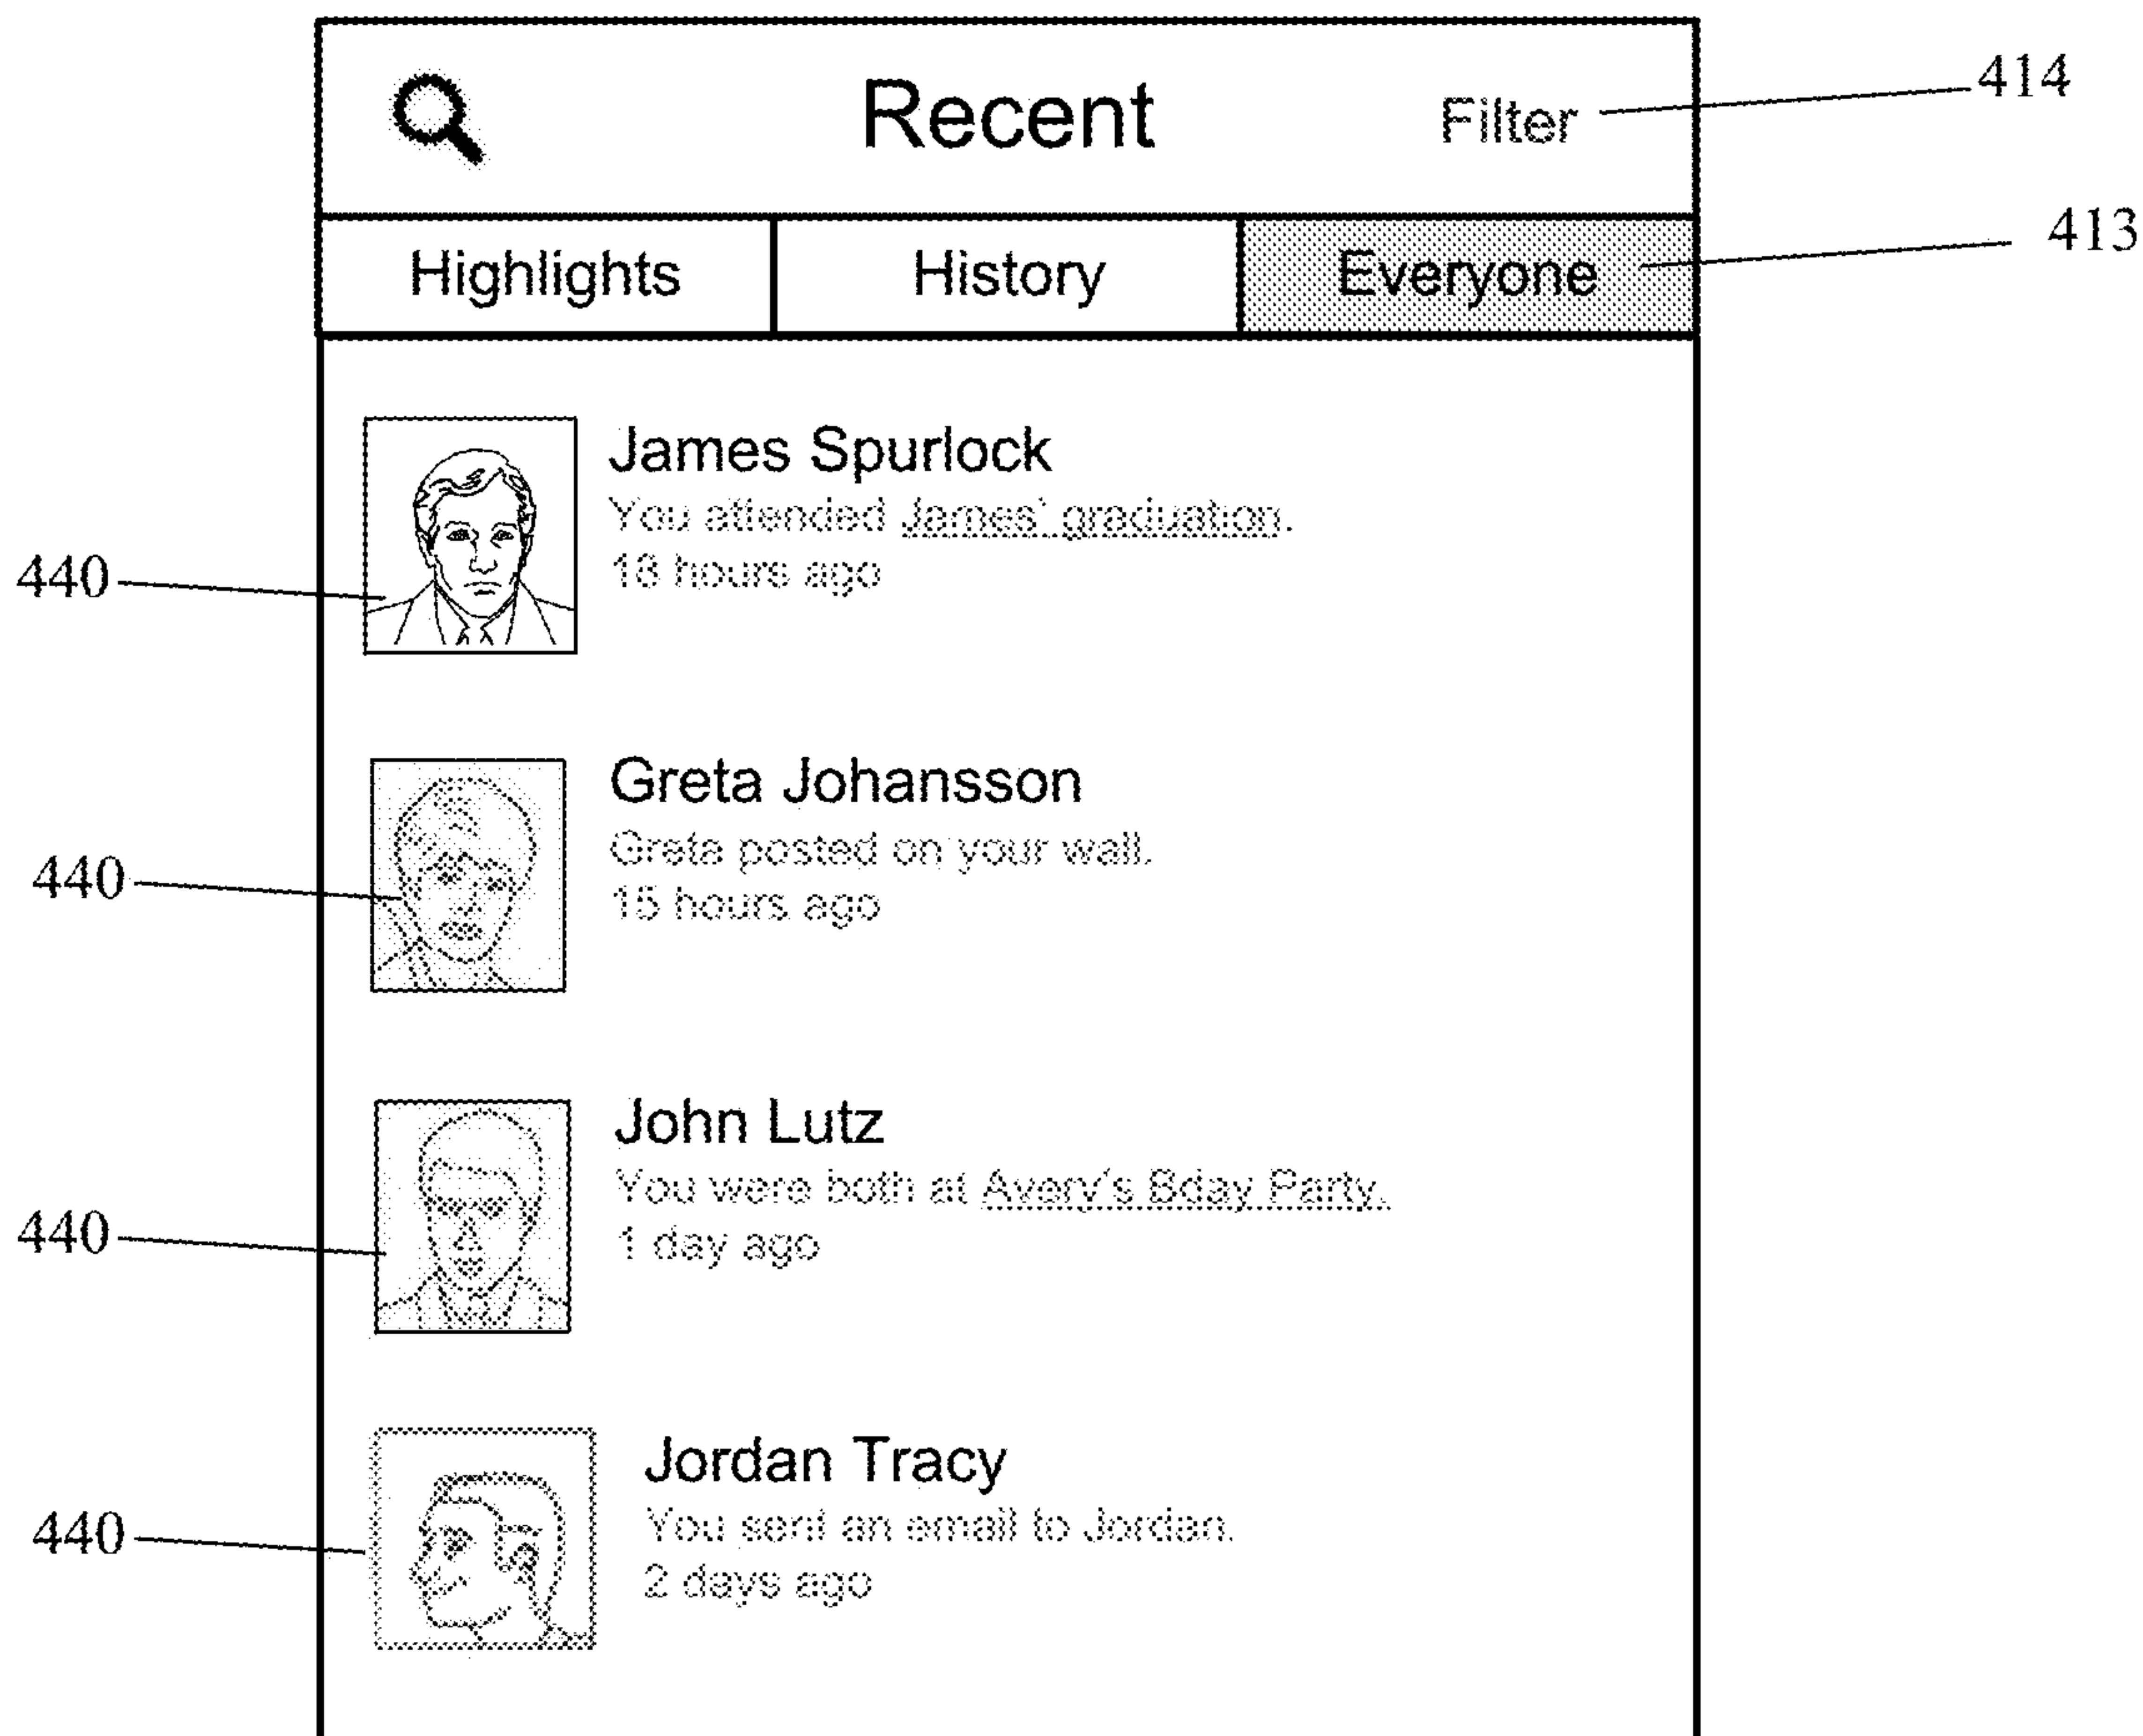 Recent
Filter
414
413
Highlights
History
Everyone
James Spurlock
You attended James' graduation.
18 hours ago
440
Greta Johansson
Greta posted on your wall.
15 hours ago
440
John Lutz
You were both at Avery's Bday Party.
1 day ago
440
Jordan Tracy
You sent an email to Jordan.
2 days ago
440